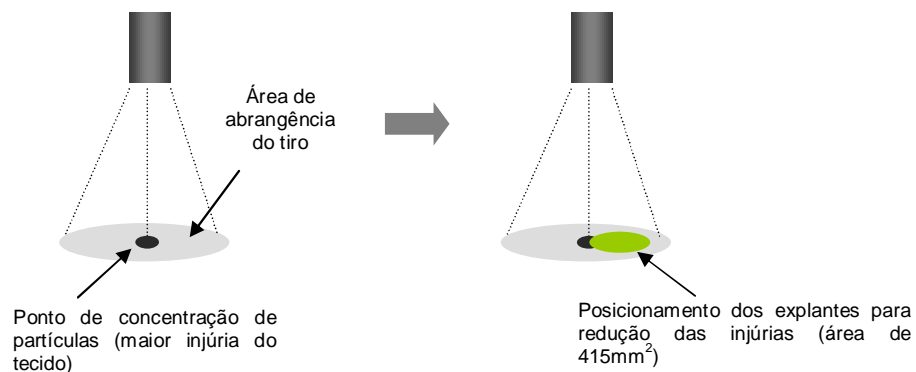 Área de
abrangência
do tiro
Ponto de concentração de
partículas (maior injúria do
tecido)
Posicionamento dos explantes para
redução das injúrias (área de
415mm²)